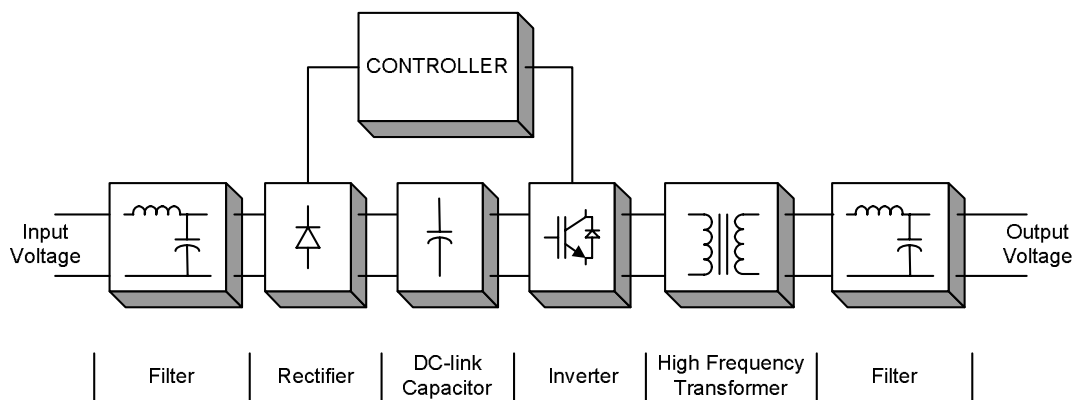 CONTROLLER
Input
Voltage
Output
Voltage
Filter
Rectifier
DC-link
Capacitor
Inverter
High Frequency
Transformer
Filter